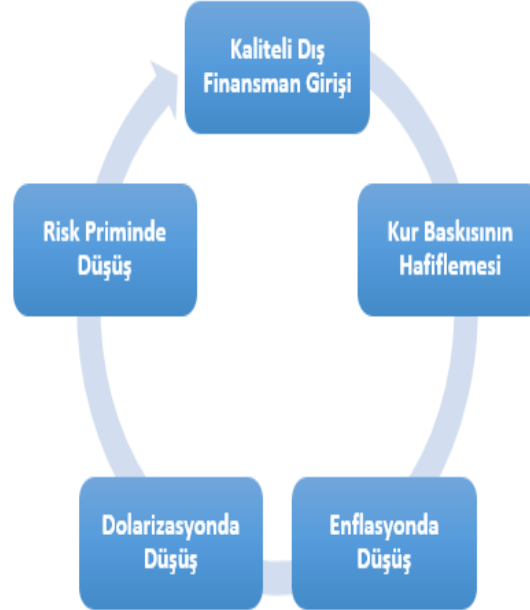 Kaliteli Dış
Finansman Girişi
Kur Baskısının
Hafiflemesi
Enflasyonda
Düşüş
Dolarizasyonda
Düşüş
Risk Priminde
Düşüş